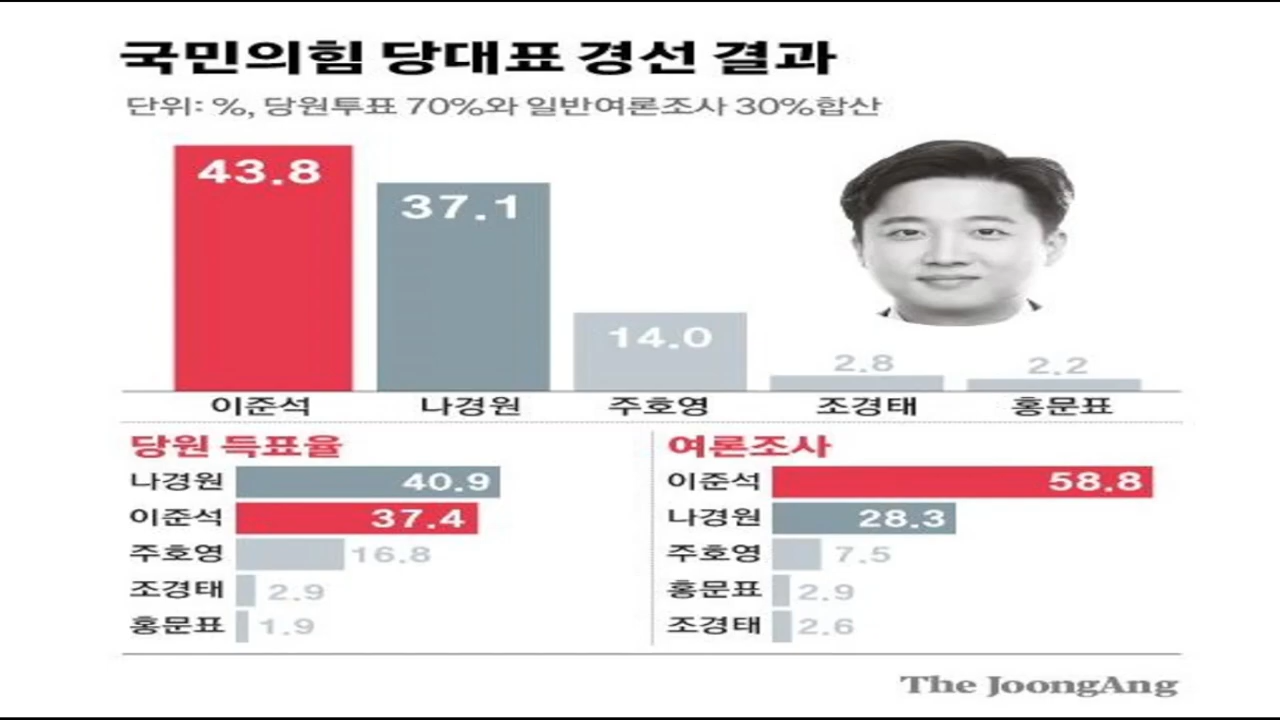 국민의힘 당대표 경선 결과
단위: %, 당원투표 70%와 일반여론조사 30%합산
43.8
37.1
14.0
2.8
2.2
이준석
나경원
주호영
조경태
홍문표
당원 득표율
나경원 40.9
이준석 37.4
주호영 16.8
조경태 2.9
홍문표 1.9
여론조사
이준석 58.8
나경원 28.3
주호영 7.5
홍문표 2.9
조경태 2.6
The JoongAng